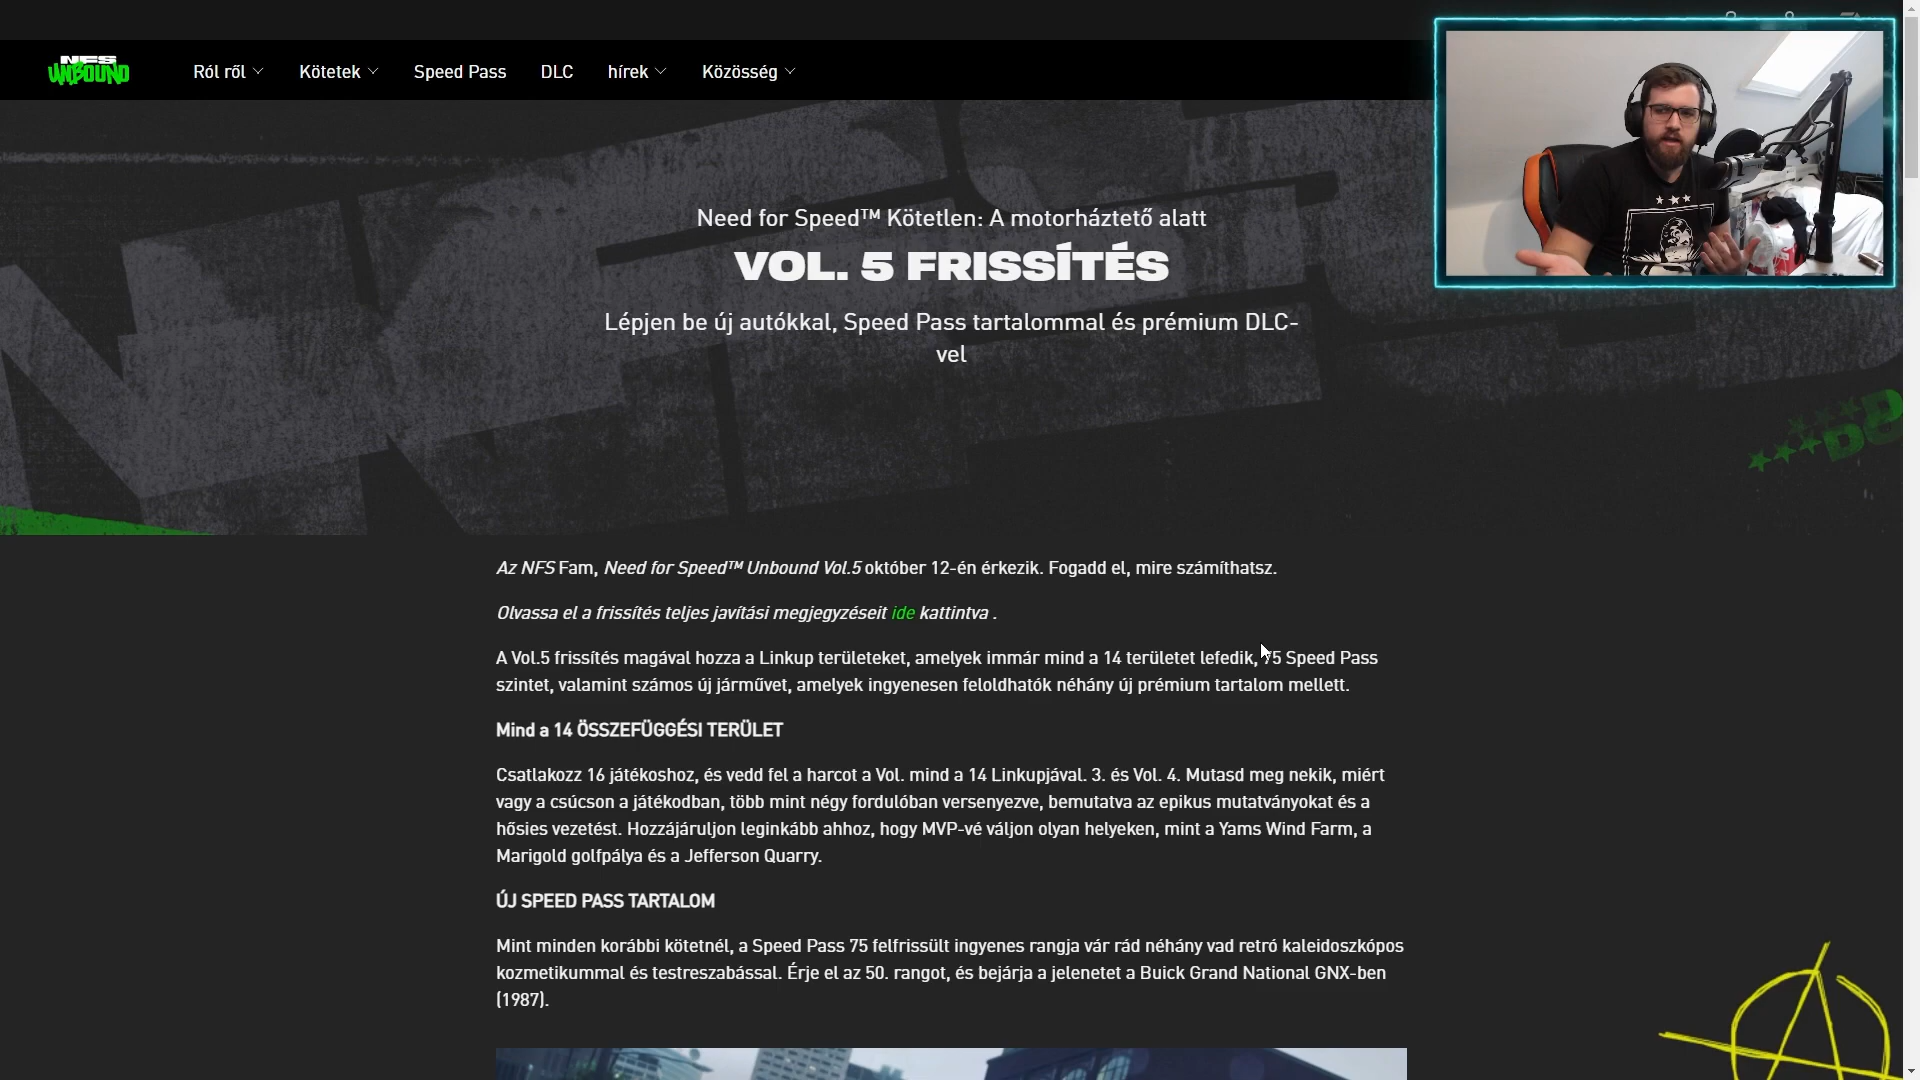 NFS
UNBOUND
Ról ről
Kötetek
Speed Pass
DLC
hírek
Közösség
Need for Speed™ Kötetlen: A motorháztető alatt
VOL. 5 FRISSÍTÉS
Lépjen be új autókkal, Speed Pass tartalommal és prémium DLC-
vel
Az NFS Fam, Need for Speed™ Unbound Vol.5 október 12-én érkezik. Fogadd el, mire számíthatsz.
Olvassa el a frissítés teljes javítási megjegyzéseit ide kattintva .
A Vol.5 frissítés magával hozza a Linkup területeket, amelyek immár mind a 14 területet lefedik, 75 Speed Pass
szintet, valamint számos új járművet, amelyek ingyenesen feloldhatók néhány új prémium tartalom mellett.
Mind a 14 ÖSSZEFÜGGÉSI TERÜLET
Csatlakozz 16 játékoshoz, és vedd fel a harcot a Vol. mind a 14 Linkupjával. 3. és Vol. 4. Mutasd meg nekik, miért
vagy a csúcson a játékodban, több mint négy fordulóban versenyezve, bemutatva az epikus mutatványokat és a
hősies vezetést. Hozzájáruljon leginkább ahhoz, hogy MVP-vé váljon olyan helyeken, mint a Yams Wind Farm, a
Marigold golfpálya és a Jefferson Quarry.
ÚJ SPEED PASS TARTALOM
Mint minden korábbi kötetnél, a Speed Pass 75 felfrissült ingyenes rangja vár rád néhány vad retró kaleidoszkópos
kozmetikummal és testreszabással. Érje el az 50. rangot, és bejárja a jelenetet a Buick Grand National GNX-ben
(1987).